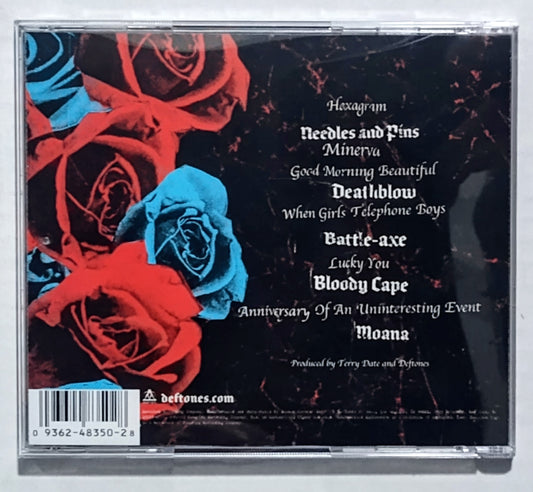 Hexagram
Needles and Pins
Minerva
Good Morning Beautiful
Deathblow
When Girls Telephone Boys
Battle-axe
Lucky You
Bloody Cape
Anniversary Of An Uninteresting Event
Moana
Produced by Terry Date and Deftones
deftones.com
0 9362-48350-2 8